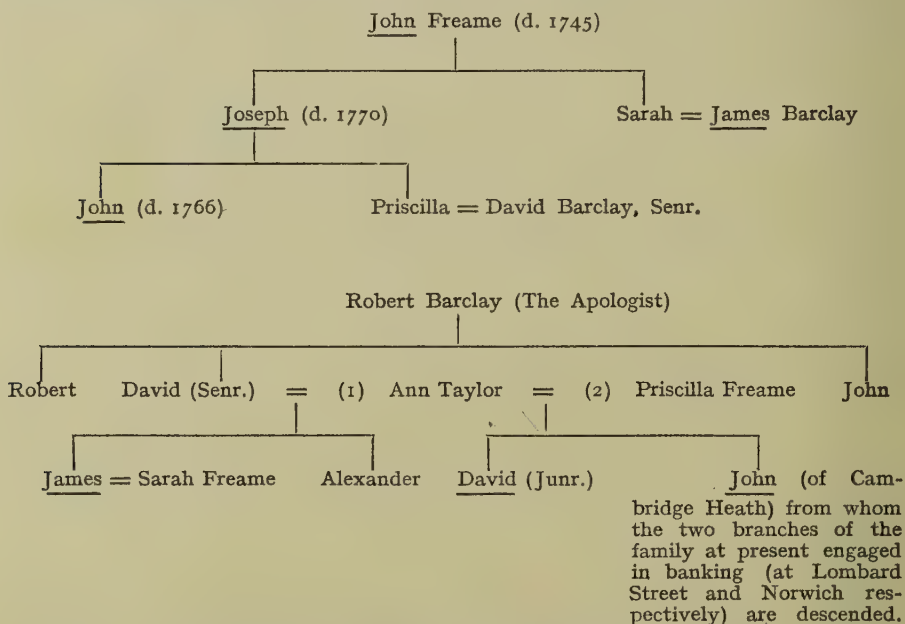 John Freame (d. 1745)
Joseph (d. 1770) Sarah = James Barclay
John (d. 1766) Priscilla = David Barclay, Senr.
Robert Barclay (The Apologist)
Robert David (Senr.) = (1) Ann Taylor = (2) Priscilla Freame John
James = Sarah Freame Alexander David (Junr.) John (of Cam-
bridge Heath) from whom
the two branches of the
family at present engaged
in banking (at Lombard
Street and Norwich res-
pectively) are descended.